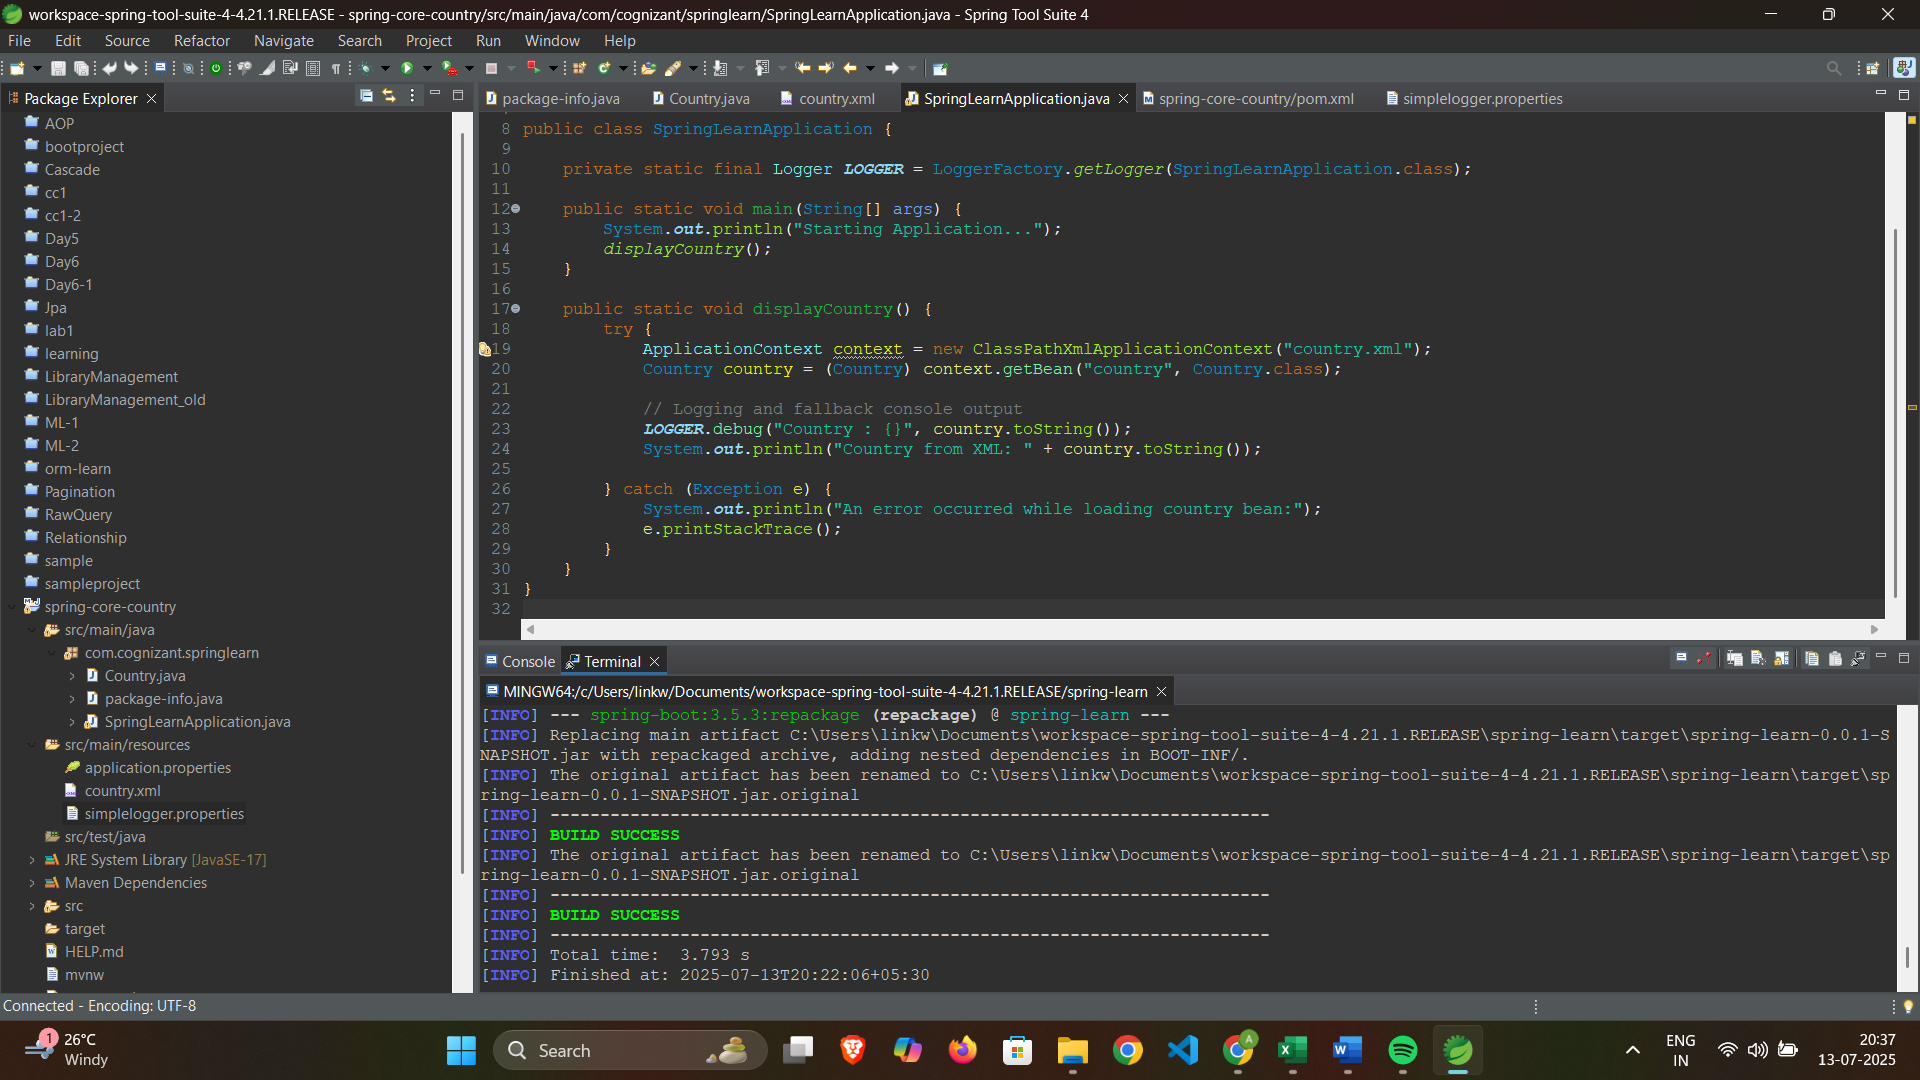 workspace-spring-tool-suite-4-4.21.1.RELEASE - spring-core-country/src/main/java/com/cognizant/springlearn/SpringLearnApplication.java - Spring Tool Suite 4
File Edit Source Refactor Navigate Search Project Run Window Help
Package Explorer
AOP
bootproject
Cascade
cc1
cc1-2
Day5
Day6
Day6-1
Jpa
lab1
learning
LibraryManagement
LibraryManagement_old
ML-1
ML-2
orm-learn
Pagination
RawQuery
Relationship
sample
sampleproject
spring-core-country
src/main/java
com.cognizant.springlearn
Country.java
package-info.java
SpringLearnApplication.java
src/main/resources
application.properties
country.xml
simplelogger.properties
src/test/java
JRE System Library [JavaSE-17]
Maven Dependencies
src
target
HELP.md
mvnw
package-info.java Country.java country.xml SpringLearnApplication.java spring-core-country/pom.xml simplelogger.properties
8 public class SpringLearnApplication {
9
10 private static final Logger LOGGER = LoggerFactory.getLogger(SpringLearnApplication.class);
11
12 public static void main(String[] args) {
13 System.out.println("Starting Application...");
14 displayCountry();
15 }
16
17 public static void displayCountry() {
18 try {
19 ApplicationContext context = new ClassPathXmlApplicationContext("country.xml");
20 Country country = (Country) context.getBean("country", Country.class);
21
22 // Logging and fallback console output
23 LOGGER.debug("Country : {}", country.toString());
24 System.out.println("Country from XML: " + country.toString());
25
26 } catch (Exception e) {
27 System.out.println("An error occurred while loading country bean:");
28 e.printStackTrace();
29 }
30 }
31 }
32
Console Terminal
MINGW64:/c/Users/linkw/Documents/workspace-spring-tool-suite-4-4.21.1.RELEASE/spring-learn
[INFO] --- spring-boot:3.5.3:repackage (repackage) @ spring-learn ---
[INFO] Replacing main artifact C:\Users\linkw\Documents\workspace-spring-tool-suite-4-4.21.1.RELEASE\spring-learn\target\spring-learn-0.0.1-S
NAPSHOT.jar with repackaged archive, adding nested dependencies in BOOT-INF/.
[INFO] The original artifact has been renamed to C:\Users\linkw\Documents\workspace-spring-tool-suite-4-4.21.1.RELEASE\spring-learn\target\sp
ring-learn-0.0.1-SNAPSHOT.jar.original
[INFO] ------------------------------------------------------------------------
[INFO] BUILD SUCCESS
[INFO] The original artifact has been renamed to C:\Users\linkw\Documents\workspace-spring-tool-suite-4-4.21.1.RELEASE\spring-learn\target\sp
ring-learn-0.0.1-SNAPSHOT.jar.original
[INFO] ------------------------------------------------------------------------
[INFO] BUILD SUCCESS
[INFO] ------------------------------------------------------------------------
[INFO] Total time:  3.793 s
[INFO] Finished at: 2025-07-13T20:22:06+05:30
Connected - Encoding: UTF-8
1
26°C
Windy
Search
A
ENG
IN
20:37
13-07-2025